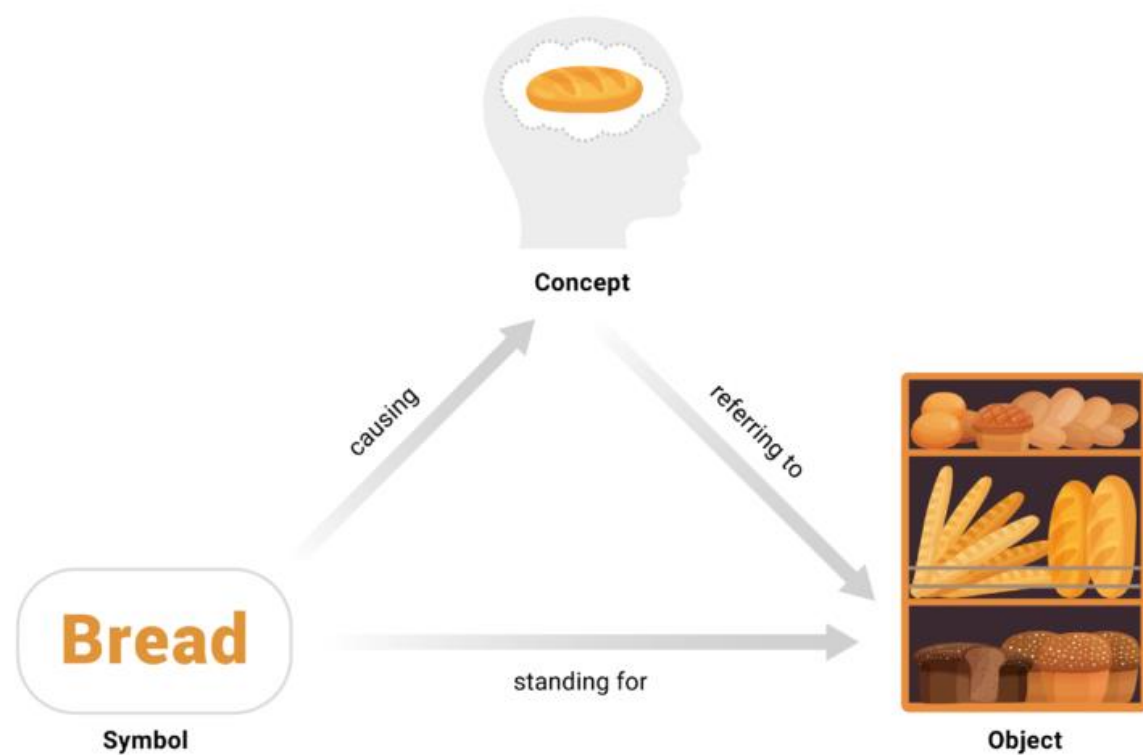 Concept
causing
referring to
Bread
standing for
Symbol
Object